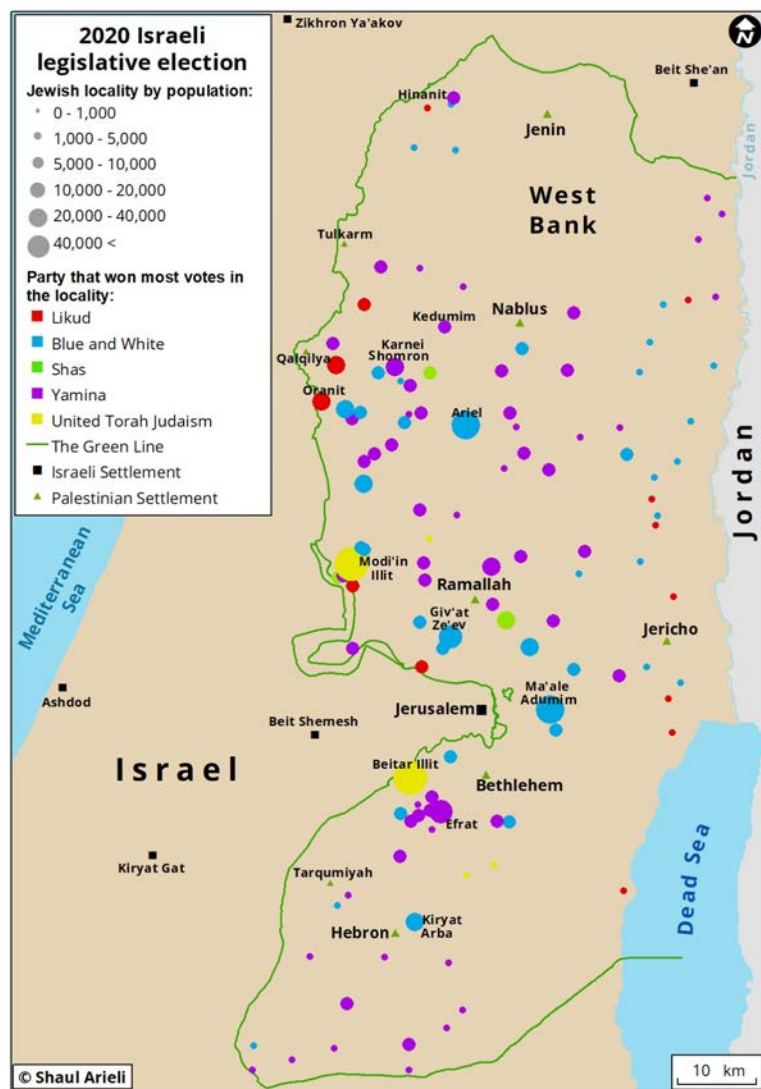 2020 Israeli
legislative election
Jewish locality by population:
0 - 1,000
1,000 - 5,000
5,000 - 10,000
10,000 - 20,000
20,000 - 40,000
40,000 <
Party that won most votes in
the locality:
Likud
Blue and White
Shas
Yamina
United Torah Judaism
The Green Line
Israeli Settlement
Palestinian Settlement
Zikhron Ya'akov
N
Beit She'an
Hinanit
Jenin
Jordan
West
Bank
Tulkarm
Kedumim
Nablus
Karnei
Shomron
Qalqilya
Oranit
Ariel
Jordan
Mediterranean
Sea
Modi'in
Illit
Ramallah
Giv'at
Ze'ev
Jericho
Ashdod
Ma'ale
Adumim
Jerusalem
Beit Shemesh
Israel
Beitar Illit
Bethlehem
Efrat
Kiryat Gat
Tarqumiyah
Dead Sea
Kiryat
Arba
Hebron
© Shaul Arieli
10 km